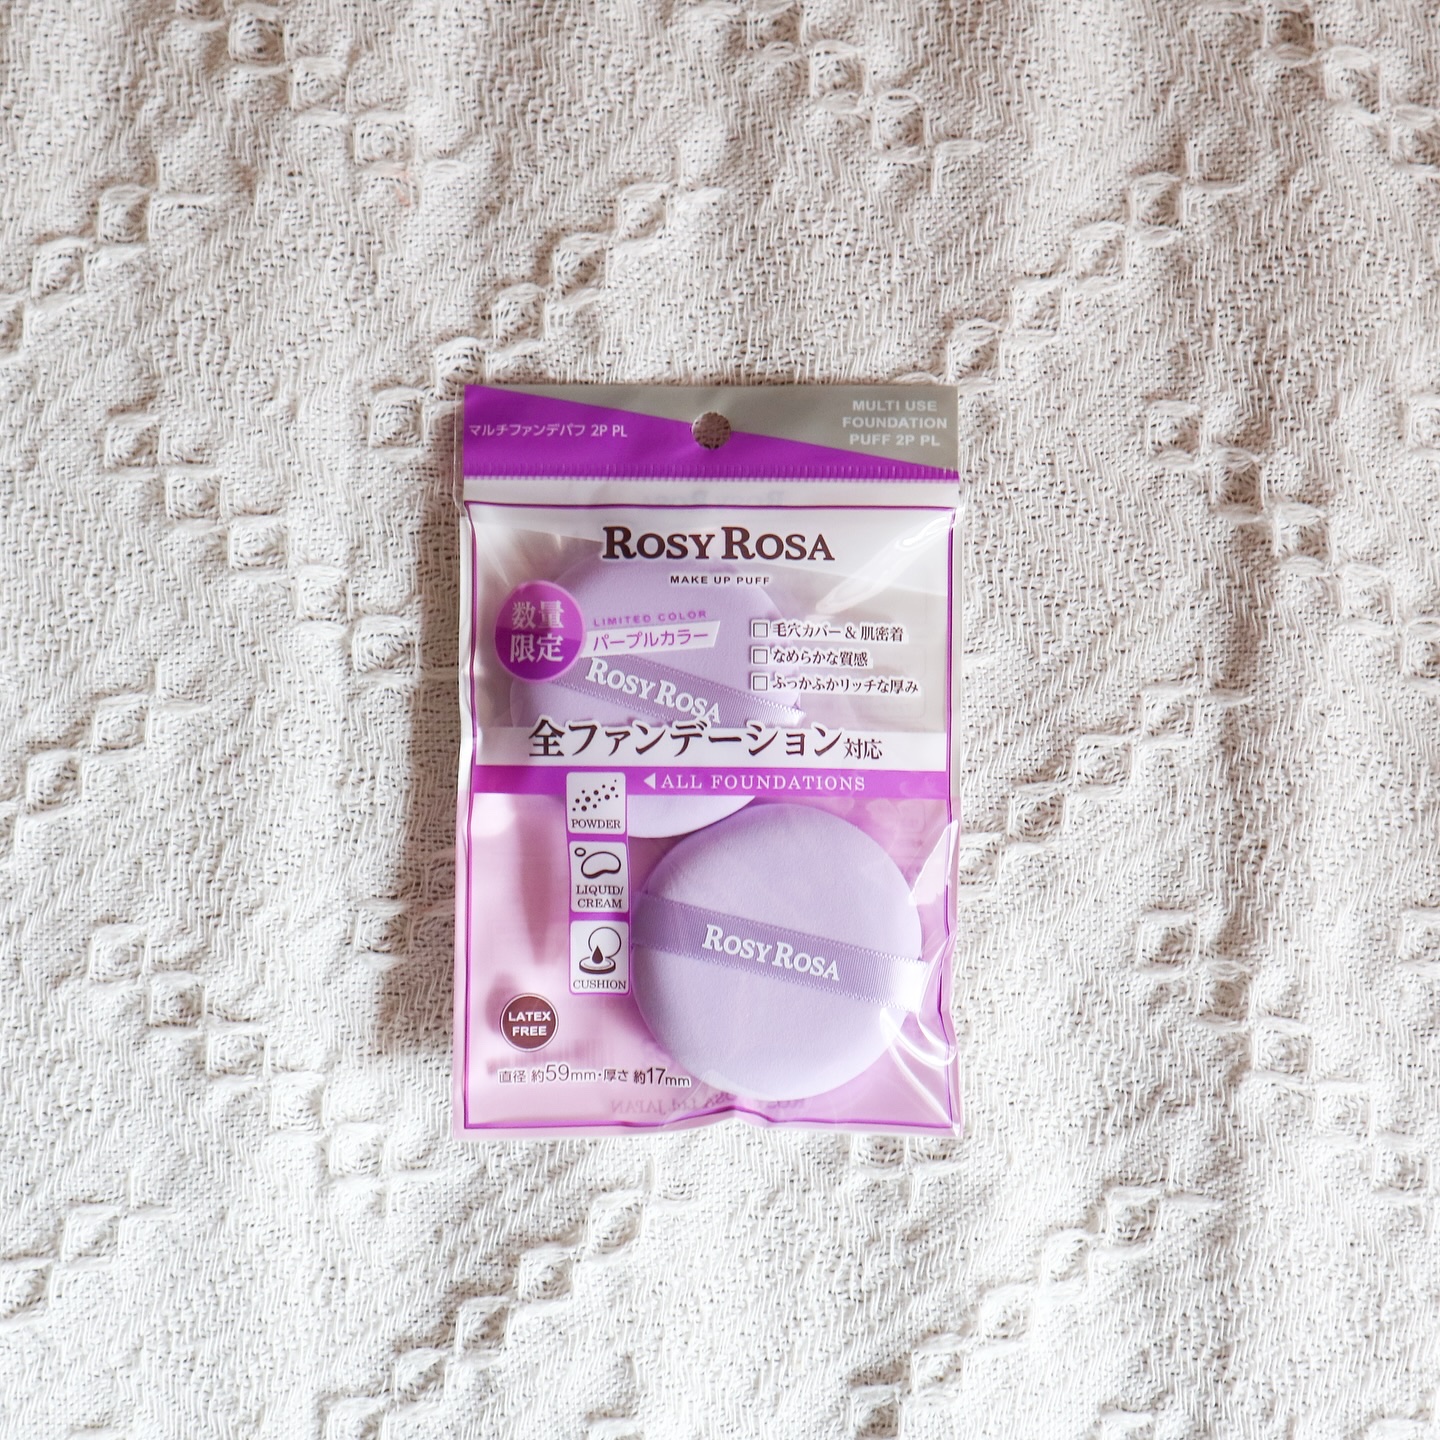 マルチファンデパフ 2P PL
MULTI USE
FOUNDATION
PUFF 2P PL
ROSY ROSA
MAKE UP PUFF
数量
限定
LIMITED COLOR
パープルカラー
毛穴カバー & 肌密着
なめらかな質感
ふっかふかリッチな厚み
ROSY ROSA
全ファンデーション対応
ALL FOUNDATIONS
POWDER
LIQUID/
CREAM
CUSHION
ROSY ROSA
LATEX
FREE
直径 約59mm・厚さ 約17mm